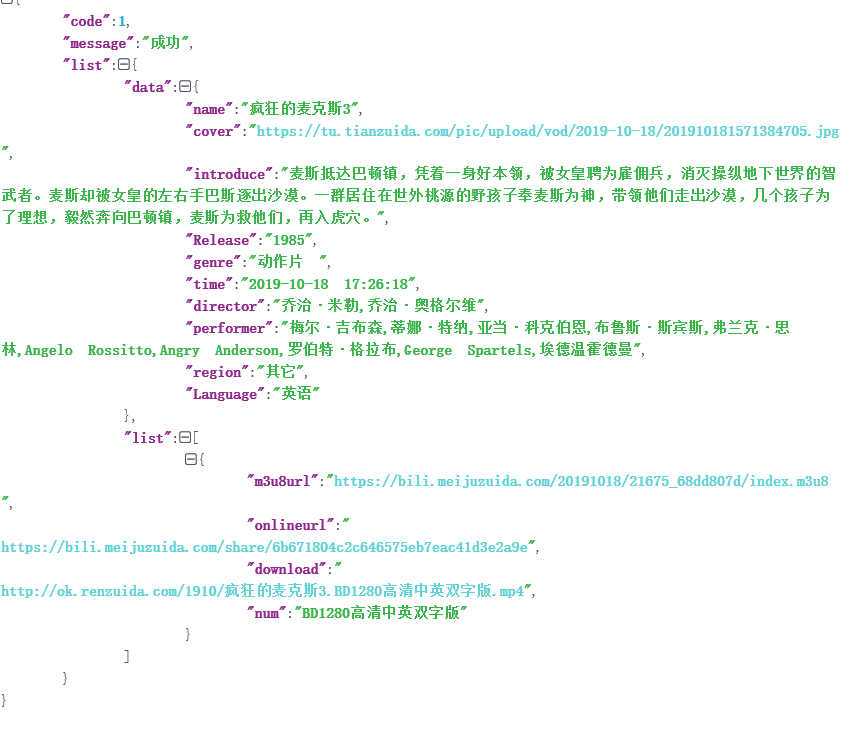 {
"code":1,
"message":"成功",
"list":{
"data":{
"name":"疯狂的麦克斯3",
"cover":"https://tu.tianzuida.com/pic/upload/vod/2019-10-18/201910181571384705.jpg
",
"introduce":"麦斯抵达巴顿镇，凭着一身好本领，被女皇聘为雇佣兵，消灭操纵地下世界的智
武者。麦斯却被女皇的左右手巴斯逐出沙漠。一群居住在世外桃源的野孩子奉麦斯为神，带领他们走出沙漠，几个孩子为
了理想，毅然奔向巴顿镇，麦斯为救他们，再入虎穴。",
"Release":"1985",
"genre":"动作片  ",
"time":"2019-10-18  17:26:18",
"director":"乔治·米勒,乔治·奥格尔维",
"performer":"梅尔·吉布森,蒂娜·特纳,亚当·科克伯恩,布鲁斯·斯宾斯,弗兰克·思
林,Angelo  Rossitto,Angry  Anderson,罗伯特·格拉布,George  Spartels,埃德温霍德曼",
"region":"其它",
"Language":"英语"
},
"list":[
{
"m3u8url":"https://bili.meijuzuida.com/20191018/21675_68dd807d/index.m3u8
",
"onlineurl":"
https://bili.meijuzuida.com/share/6b671804c2c646575eb7eac41d3e2a9e",
"download":"
http://ok.renzuida.com/1910/疯狂的麦克斯3.BD1280高清中英双字版.mp4",
"num":"BD1280高清中英双字版"
}
]
}
}